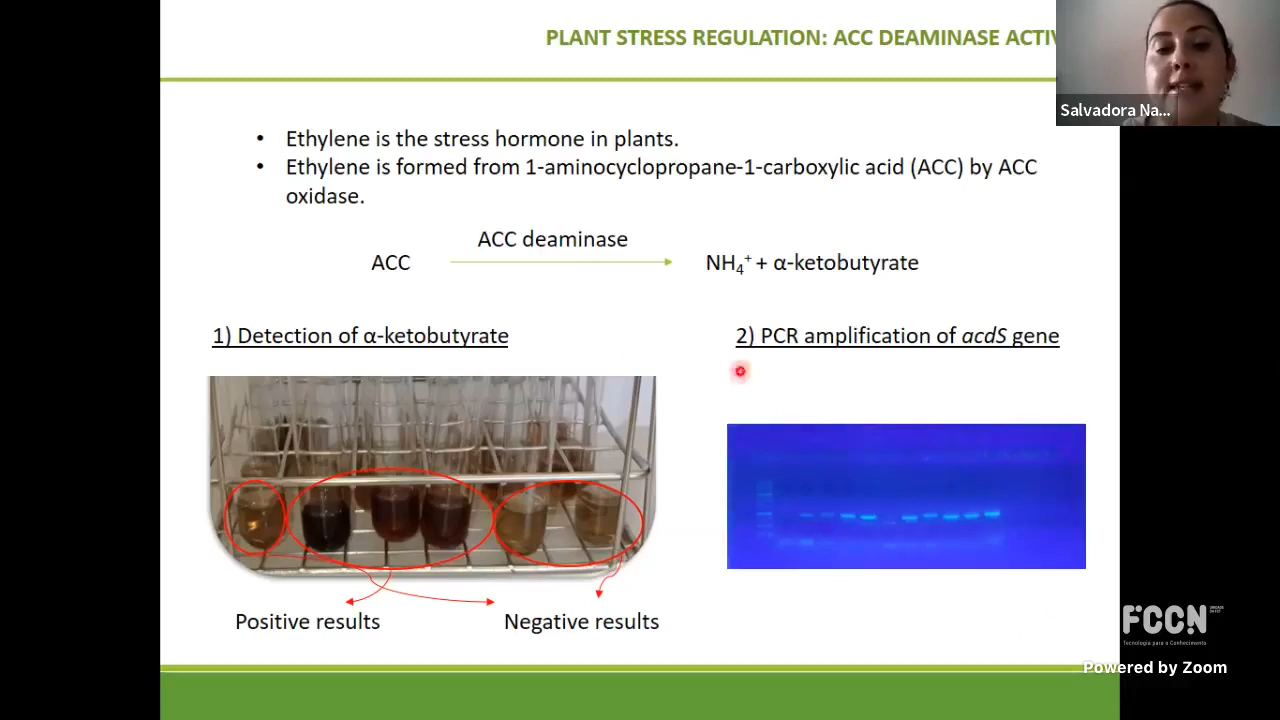 PLANT STRESS REGULATION: ACC DEAMINASE ACTIV
Salvadora Na...
• Ethylene is the stress hormone in plants.
• Ethylene is formed from 1-aminocyclopropane-1-carboxylic acid (ACC) by ACC
oxidase.
ACC deaminase
ACC
NH₄⁺ + α-ketobutyrate
1) Detection of α-ketobutyrate
2) PCR amplification of acdS gene
Positive results
Negative results
FCCN
Tecnologia para o Conhecimento
Powered by Zoom